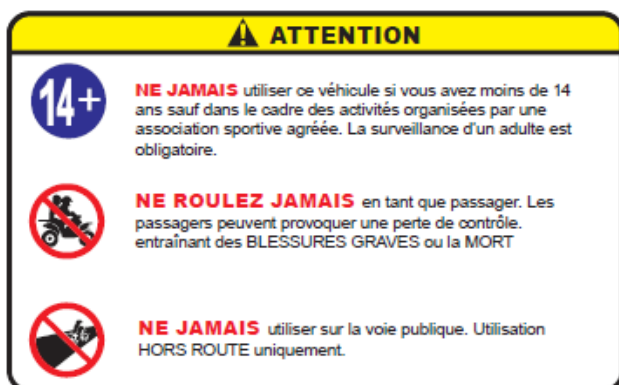 ATTENTION
14+
NE JAMAIS utiliser ce véhicule si vous avez moins de 14
ans sauf dans le cadre des activités organisées par une
association sportive agréée. La surveillance d'un adulte est
obligatoire.
NE ROULEZ JAMAIS en tant que passager. Les
passagers peuvent provoquer une perte de contrôle.
entraînant des BLESSURES GRAVES ou la MORT
NE JAMAIS utiliser sur la voie publique. Utilisation
HORS ROUTE uniquement.